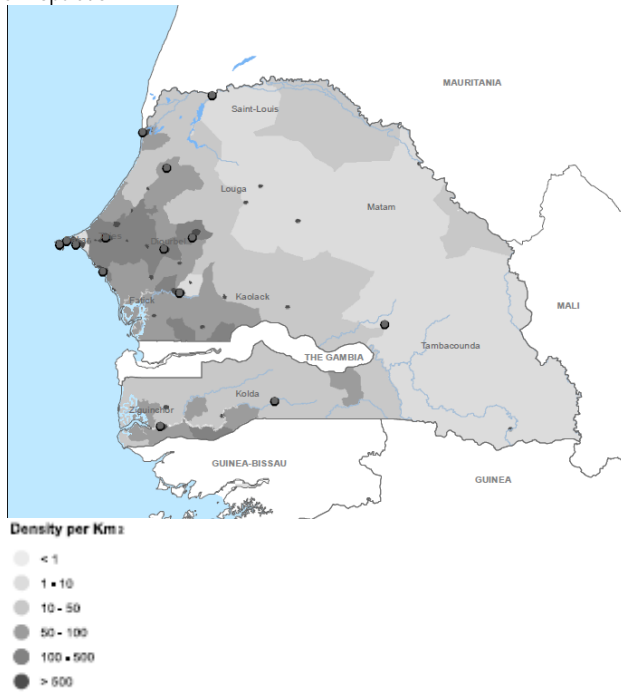 MAURITANIA
Saint-Louis
Louga
Matam
Fatick
Kaolack
MALI
THE GAMBIA
Tambacounda
Ziguinchor
Kolda
GUINEA-BISSAU
GUINEA
Density per Km2
< 1
1 - 10
10 - 50
50 - 100
100 - 500
> 500